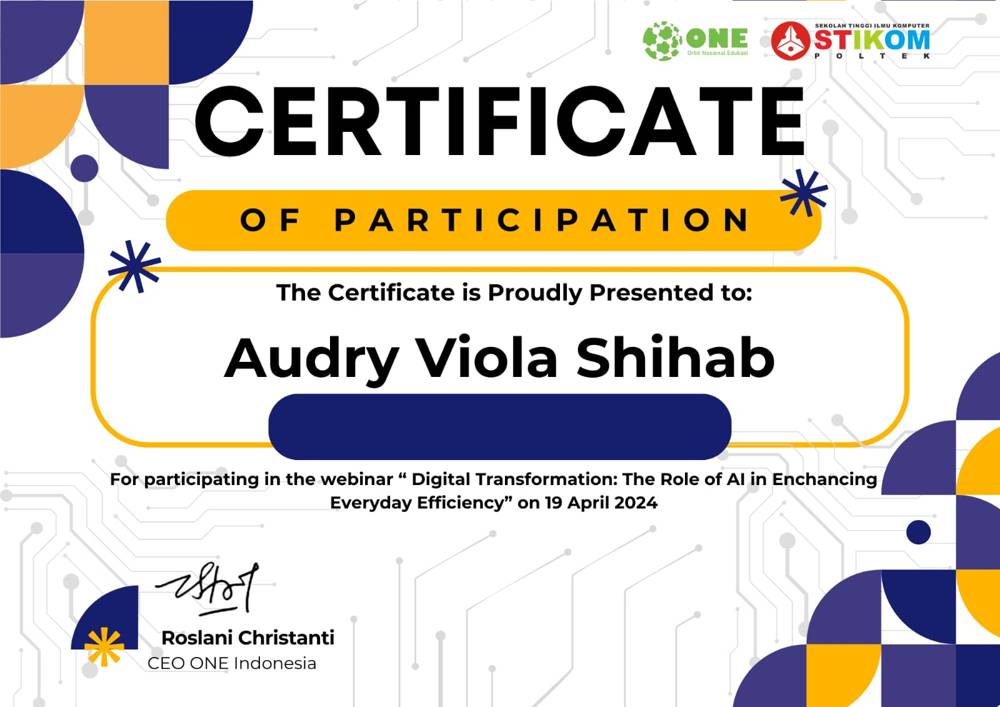 ONE
Orbit Nasional Edukasi
SEKOLAH TINGGI ILMU KOMPUTER
STIKOM
POLTEK
CERTIFICATE
OF PARTICIPATION
The Certificate is Proudly Presented to:
Audry Viola Shihab
For participating in the webinar “ Digital Transformation: The Role of AI in Enchancing
Everyday Efficiency” on 19 April 2024
Roslani Christanti
CEO ONE Indonesia